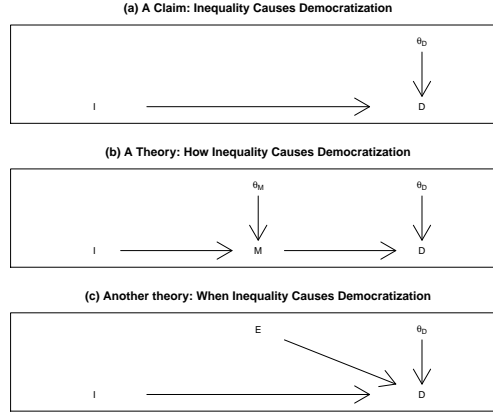 (a) A Claim: Inequality Causes Democratization
θD
I D
(b) A Theory: How Inequality Causes Democratization
θM θD
I M D
(c) Another theory: When Inequality Causes Democratization
E θD
I D